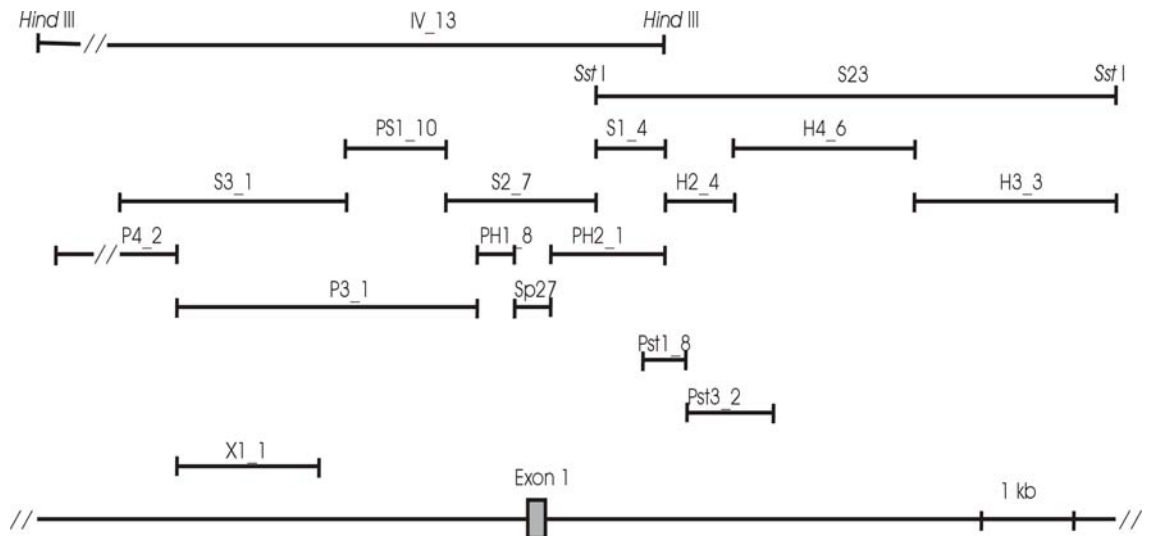 Hind III IV_13 Hind III
Sst I S23 Sst I
PS1_10 S1_4 H4_6
S3_1 S2_7 H2_4 H3_3
P4_2 PH1_8 PH2_1
P3_1 Sp27
Pst1_8
Pst3_2
X1_1
Exon 1 1 kb
// //